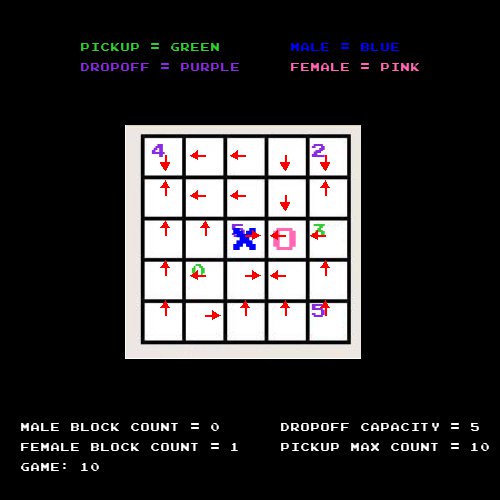 PICKUP = GREEN MALE = BLUE
DROPOFF = PURPLE FEMALE = PINK
4 2
3
0
5
MALE BLOCK COUNT = 0 DROPOFF CAPACITY = 5
FEMALE BLOCK COUNT = 1 PICKUP MAX COUNT = 10
GAME: 10